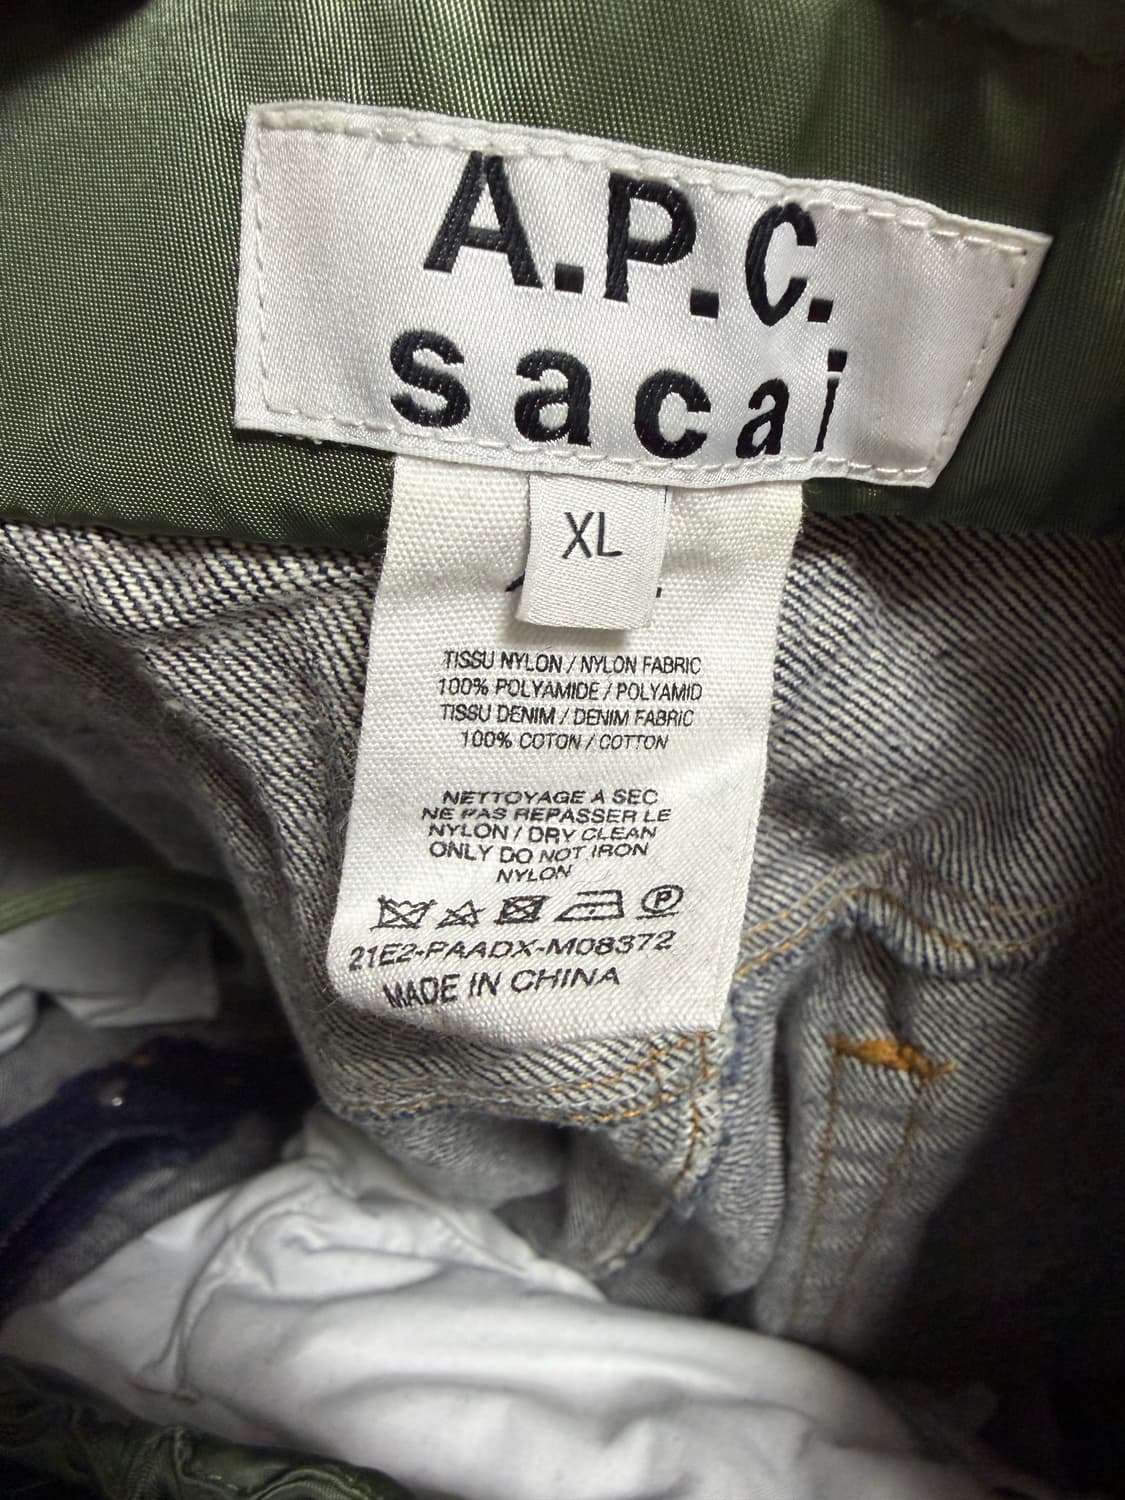 A.P.C.
sacai
XL
TISSU NYLON / NYLON FABRIC
100% POLYAMIDE / POLYAMID
TISSU DENIM / DENIM FABRIC
100% COTON / COTTON
NETTOYAGE A SEC
NE PAS REPASSER LE
NYLON / DRY CLEAN
ONLY DO NOT IRON
NYLON
P
21E2-PAADX-M08372
MADE IN CHINA